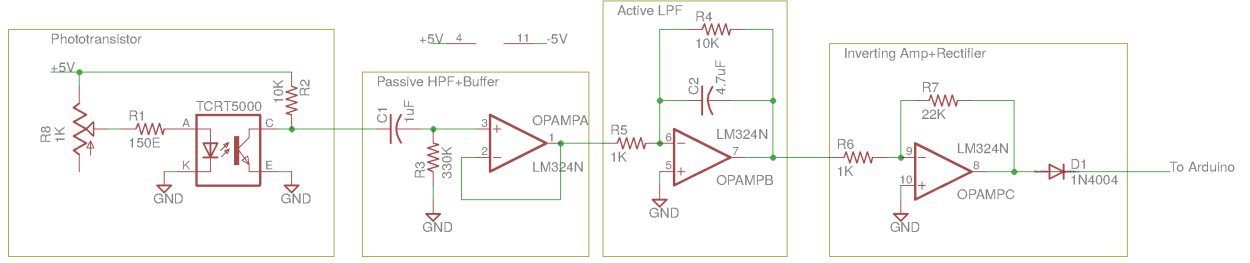 Phototransistor
+5V
R8
1K
R1
150E
TCRT5000
A
K
C
E
10K
R2
GND
GND
+5V 4
11 -5V
Passive HPF+Buffer
C1
1uF
R3
330K
GND
3
2
1
+
-
OPAMPA
LM324N
Active LPF
R4
10K
C2
4.7uF
R5
1K
6
5
7
-
+
LM324N
OPAMPB
GND
Inverting Amp+Rectifier
R7
22K
R6
1K
9
10
8
-
+
LM324N
OPAMPC
GND
D1
1N4004
To Arduino